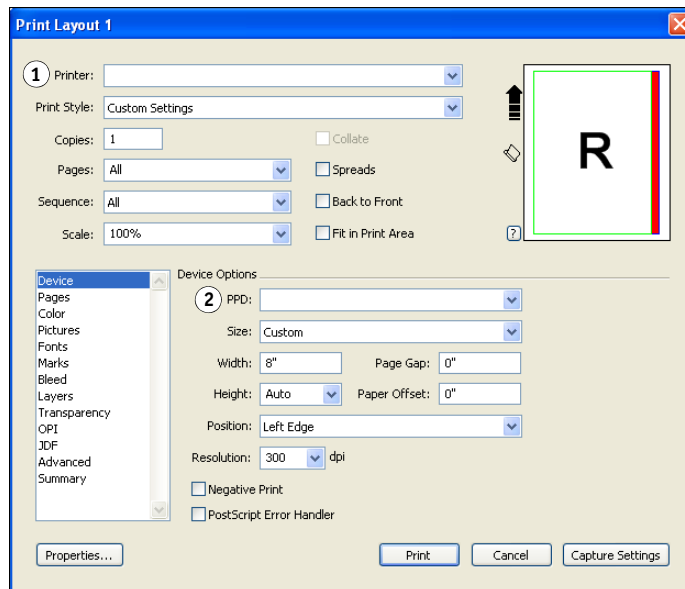 Print Layout 1
1 Printer:
Print Style: Custom Settings
Copies: 1 Collate
Pages: All Spreads
Sequence: All Back to Front
Scale: 100% Fit in Print Area ?
R
Device
Pages
Color
Pictures
Fonts
Marks
Bleed
Layers
Transparency
OPI
JDF
Advanced
Summary
Device Options
2 PPD:
Size: Custom
Width: 8" Page Gap: 0"
Height: Auto Paper Offset: 0"
Position: Left Edge
Resolution: 300 dpi
Negative Print
PostScript Error Handler
Properties... Print Cancel Capture Settings